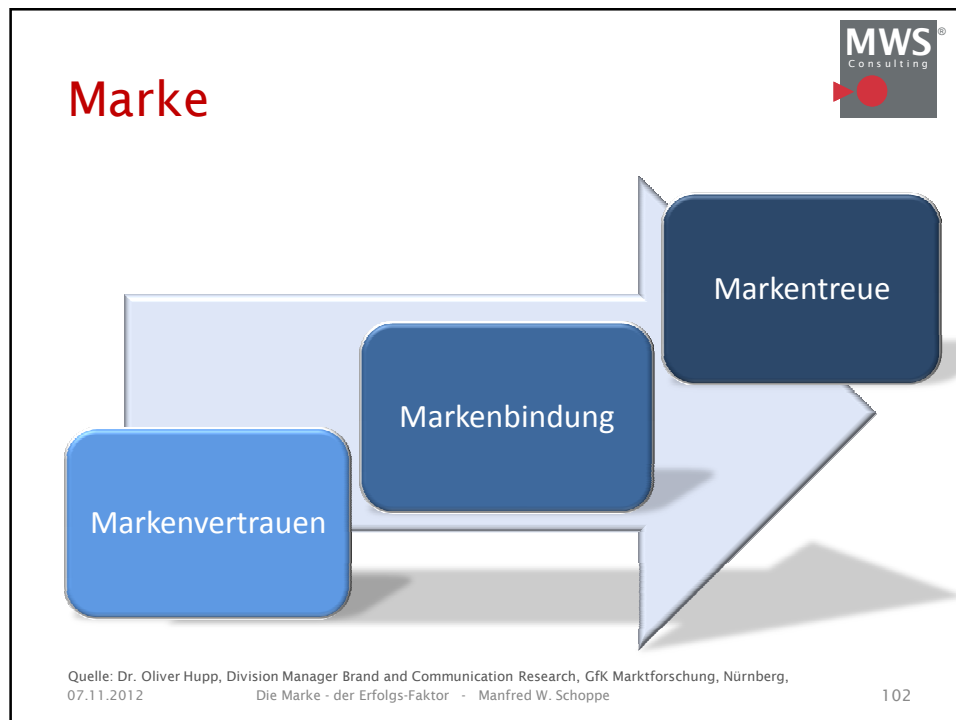 MWS ®
Consulting
Marke
Markentreue
Markenbindung
Markenvertrauen
Quelle: Dr. Oliver Hupp, Division Manager Brand and Communication Research, GfK Marktforschung, Nürnberg,
07.11.2012 Die Marke - der Erfolgs-Faktor - Manfred W. Schoppe 102